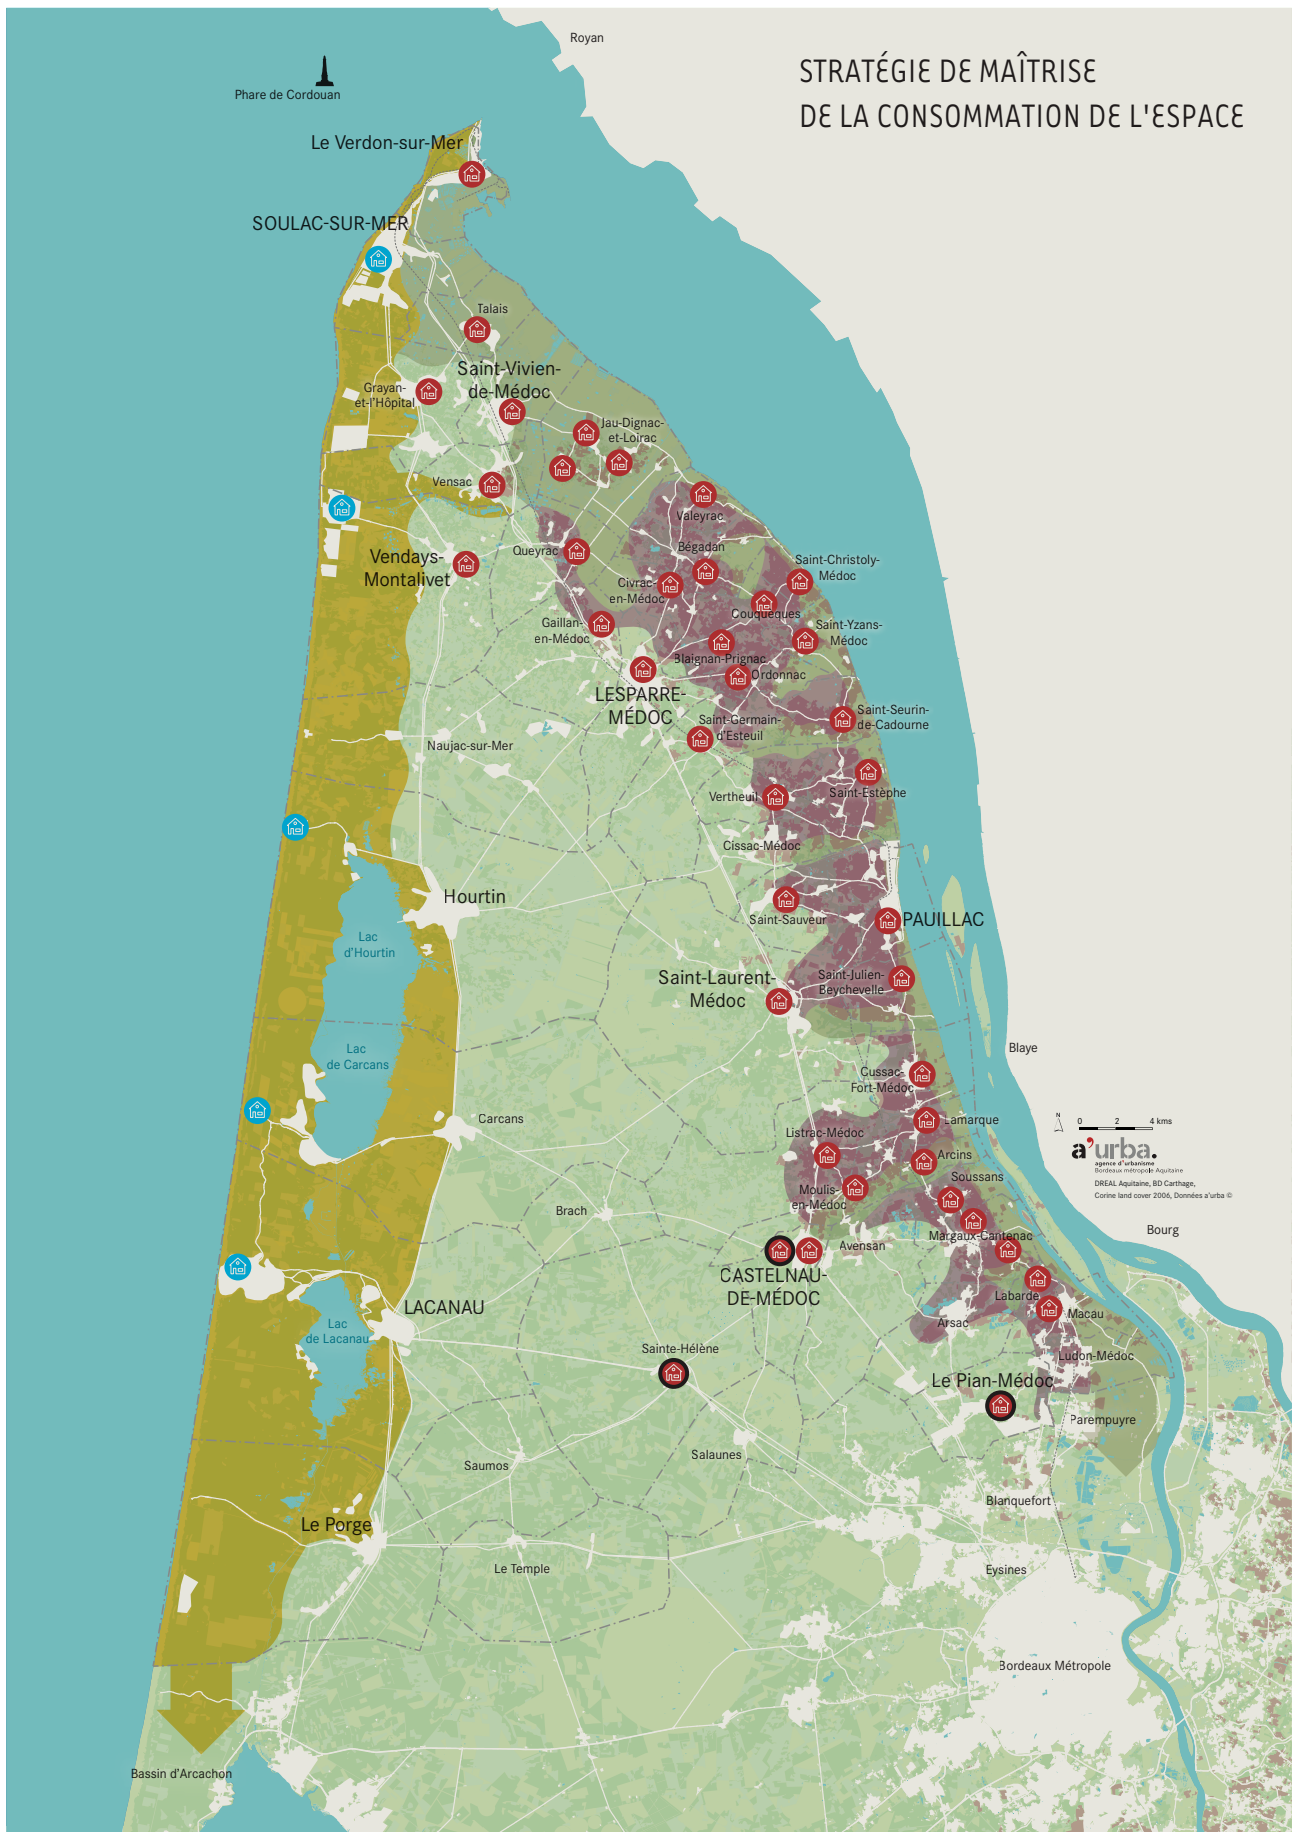 Royan
STRATÉGIE DE MAÎTRISE
DE LA CONSOMMATION DE L'ESPACE
Phare de Cordouan
Le Verdon-sur-Mer
SOULAC-SUR-MER
Talais
Saint-Vivien-
de-Médoc
Grayan-
et-l'Hôpital
Jau-Dignac-
et-Loirac
Vensac
Valeyrac
Queyrac
Bégadan
Vendays-
Montalivet
Saint-Christoly-
Médoc
Civrac-
en-Médoc
Couquèques
Gaillan-
en-Médoc
Saint-Yzans-
Médoc
Blaignan-Prignac
Ordonnac
LESPARRE-
MÉDOC
Saint-Seurin-
de-Cadourne
Saint-Germain-
d'Esteuil
Naujac-sur-Mer
Vertheuil
Saint-Estèphe
Cissac-Médoc
Hourtin
Saint-Sauveur
PAUILLAC
Lac
d'Hourtin
Saint-Laurent-
Médoc
Saint-Julien-
Beychevelle
Lac
de Carcans
Blaye
Cussac-
Fort-Médoc
Carcans
Lamarque
N
0 2 4 kms
Listrac-Médoc
Arcins
a'urba.
agence d'urbanisme
Bordeaux métropole Aquitaine
DREAL Aquitaine, BD Carthage,
Corine land cover 2006, Données a'urba ©
Soussans
Moulis-
en-Médoc
Brach
Bourg
Margaux-Cantenac
Avensan
CASTELNAU-
DE-MÉDOC
Labarde
LACANAU
Macau
Arsac
Lac
de Lacanau
Sainte-Hélène
Ludon-Médoc
Le Pian-Médoc
Parempuyre
Salaunes
Saumos
Blanquefort
Le Porge
Le Temple
Eysines
Bordeaux Métropole
Bassin d'Arcachon